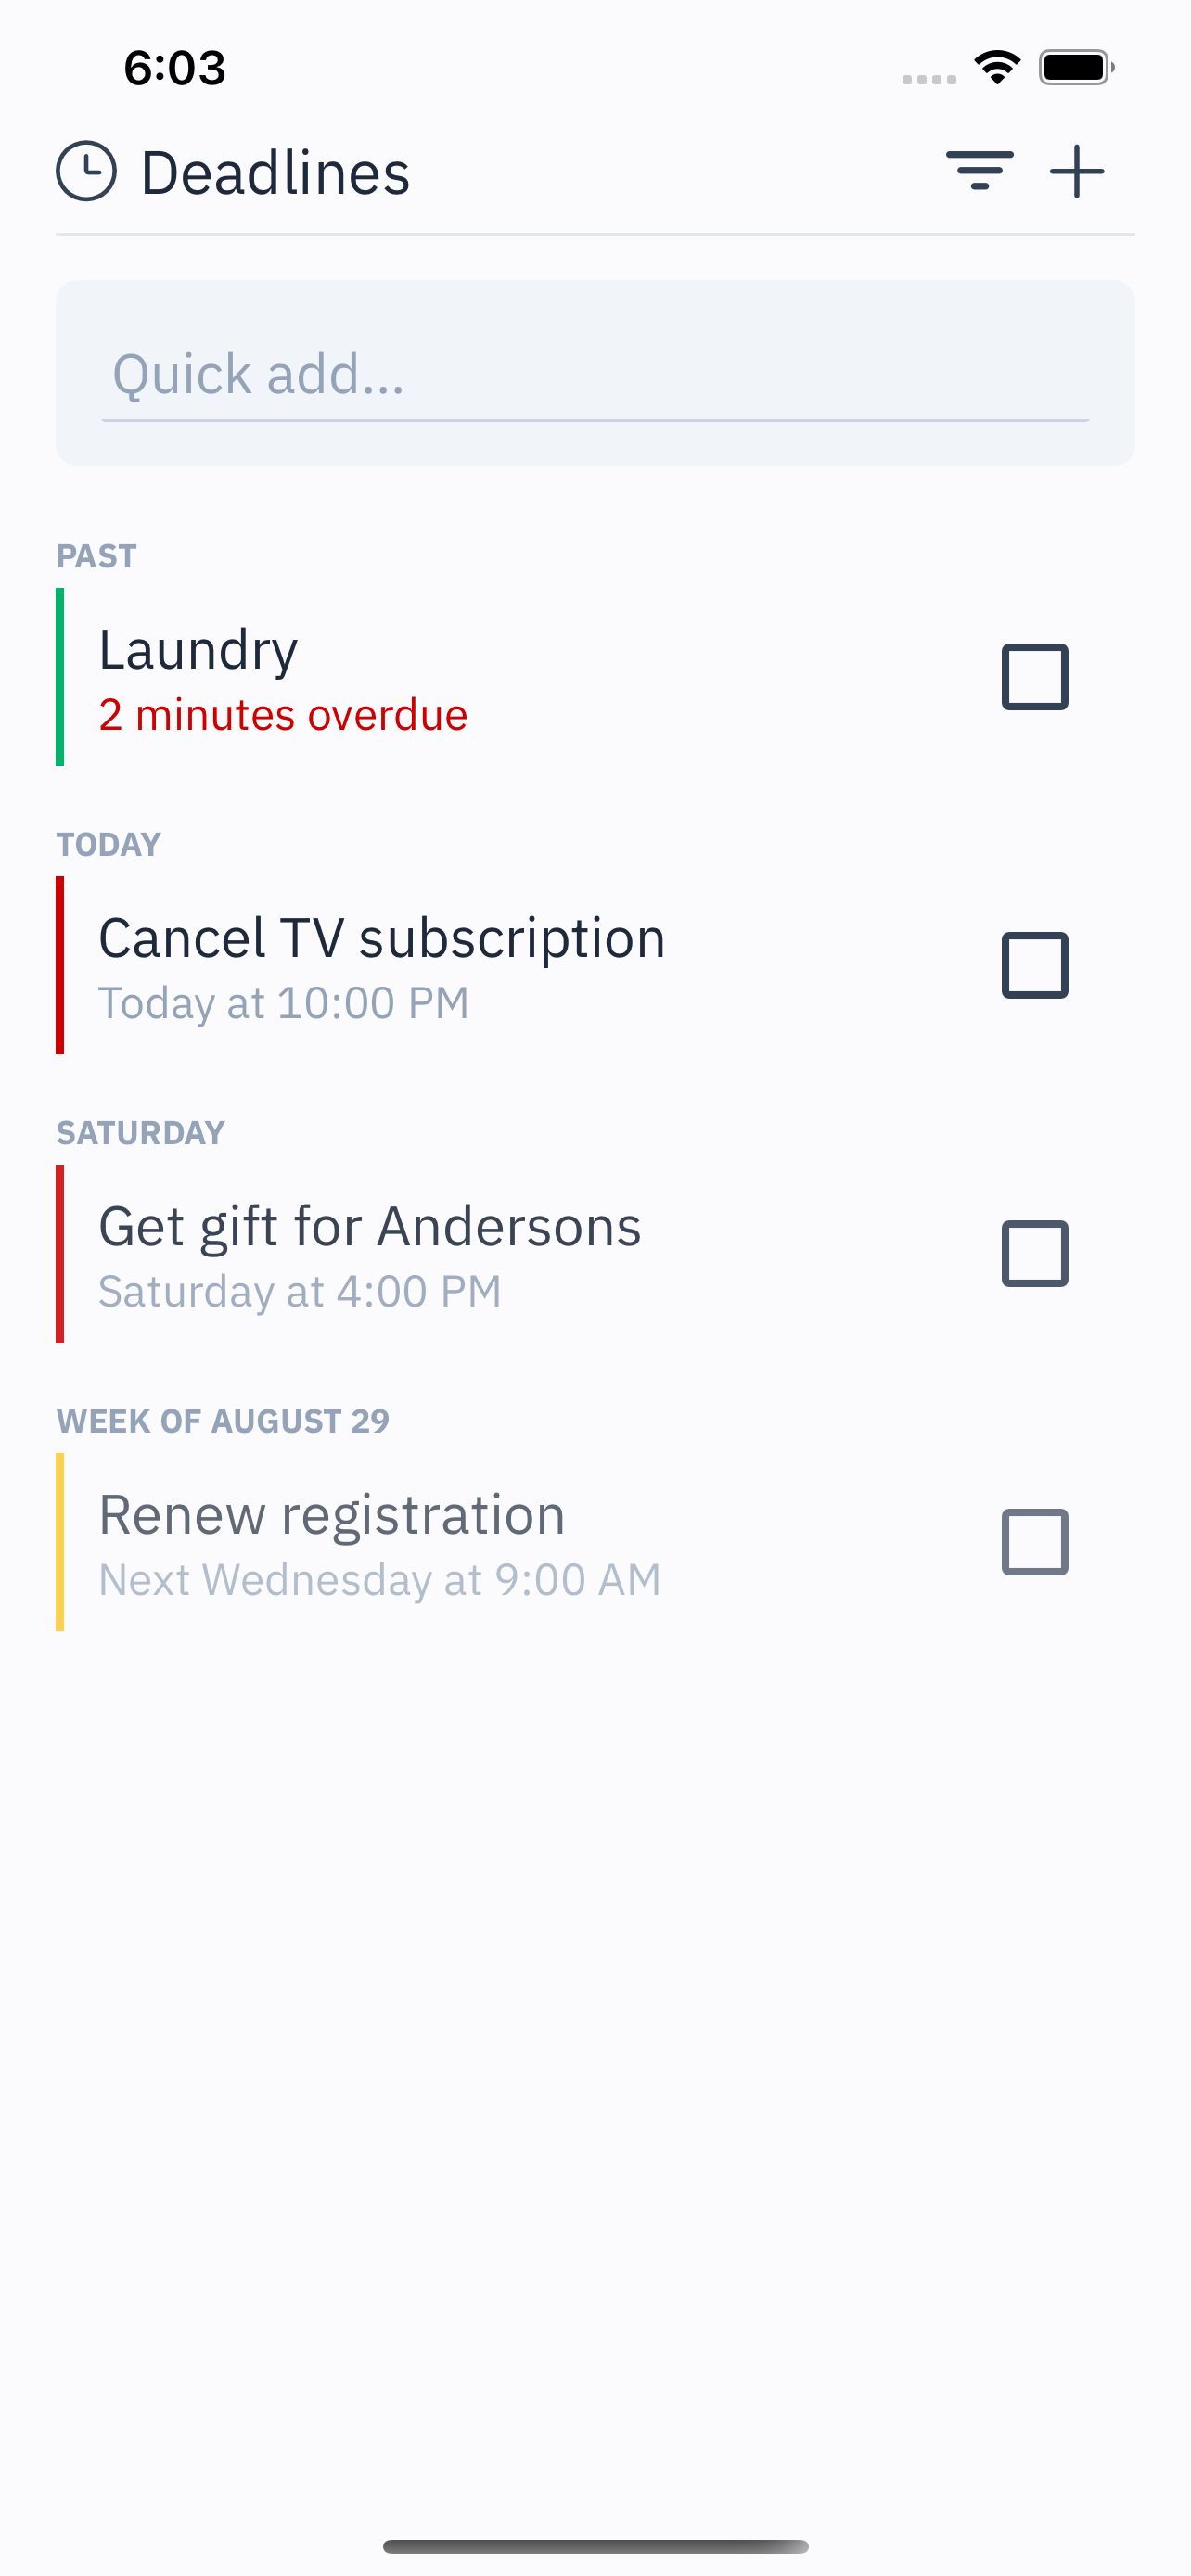 6:03
Deadlines
Quick add...
PAST
Laundry
2 minutes overdue
TODAY
Cancel TV subscription
Today at 10:00 PM
SATURDAY
Get gift for Andersons
Saturday at 4:00 PM
WEEK OF AUGUST 29
Renew registration
Next Wednesday at 9:00 AM